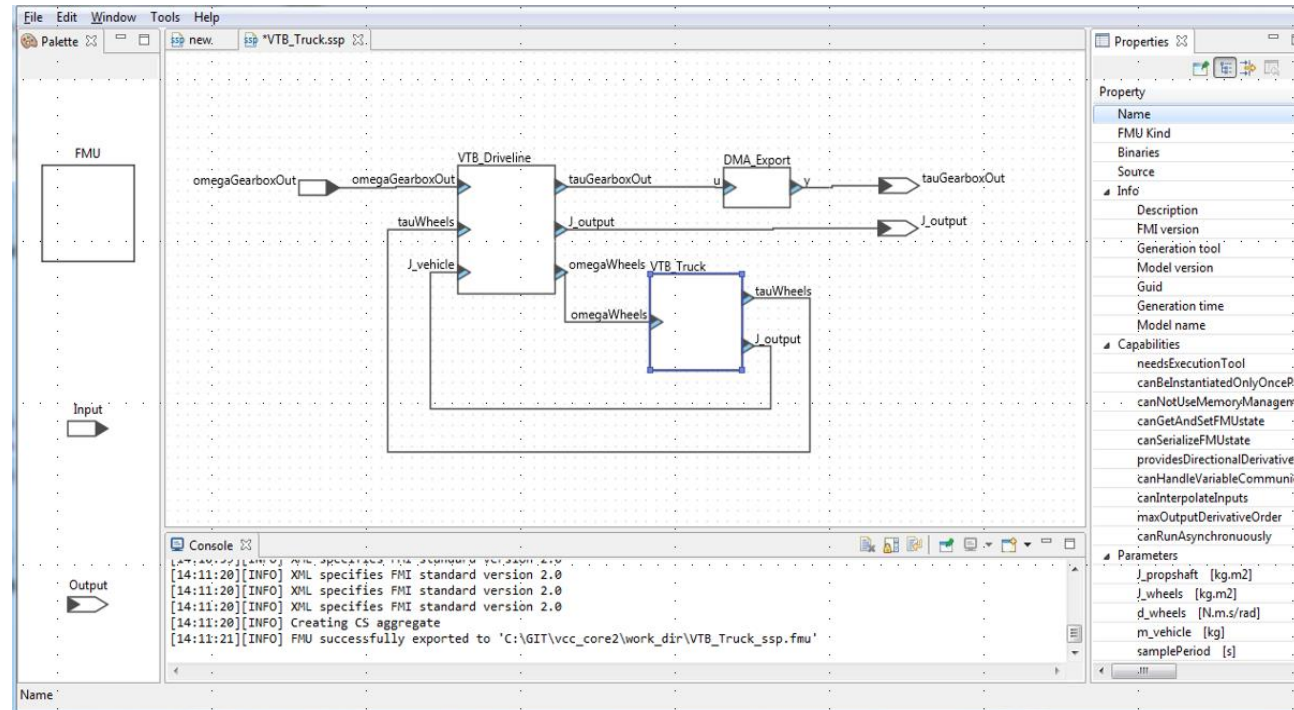 File Edit Window Tools Help
Palette
new.
*VTB_Truck.ssp
Properties
Property
Name
FMU Kind
Binaries
Source
Info
Description
FMI version
Generation tool
Model version
Guid
Generation time
Model name
Capabilities
needsExecutionTool
canBeInstantiatedOnlyOnceP
canNotUseMemoryManagem
canGetAndSetFMUstate
canSerializeFMUstate
providesDirectionalDerivative
canHandleVariableCommuni
canInterpolateInputs
maxOutputDerivativeOrder
canRunAsynchronuously
Parameters
J_propshaft [kg.m2]
J_wheels [kg.m2]
d_wheels [N.m.s/rad]
m_vehicle [kg]
samplePeriod [s]
FMU
Input
Output
VTB_Driveline
DMA_Export
omegaGearboxOut
omegaGearboxOut
tauGearboxOut
u
y
tauGearboxOut
tauWheels
J_output
J_output
J_vehicle
omegaWheels
VTB_Truck
tauWheels
omegaWheels
J_output
Console
[14:11:20][INFO] XML specifies FMI standard version 2.0
[14:11:20][INFO] XML specifies FMI standard version 2.0
[14:11:20][INFO] XML specifies FMI standard version 2.0
[14:11:20][INFO] Creating CS aggregate
[14:11:21][INFO] FMU successfully exported to 'C:\GIT\vcc_core2\work_dir\VTB_Truck_ssp.fmu'
Name